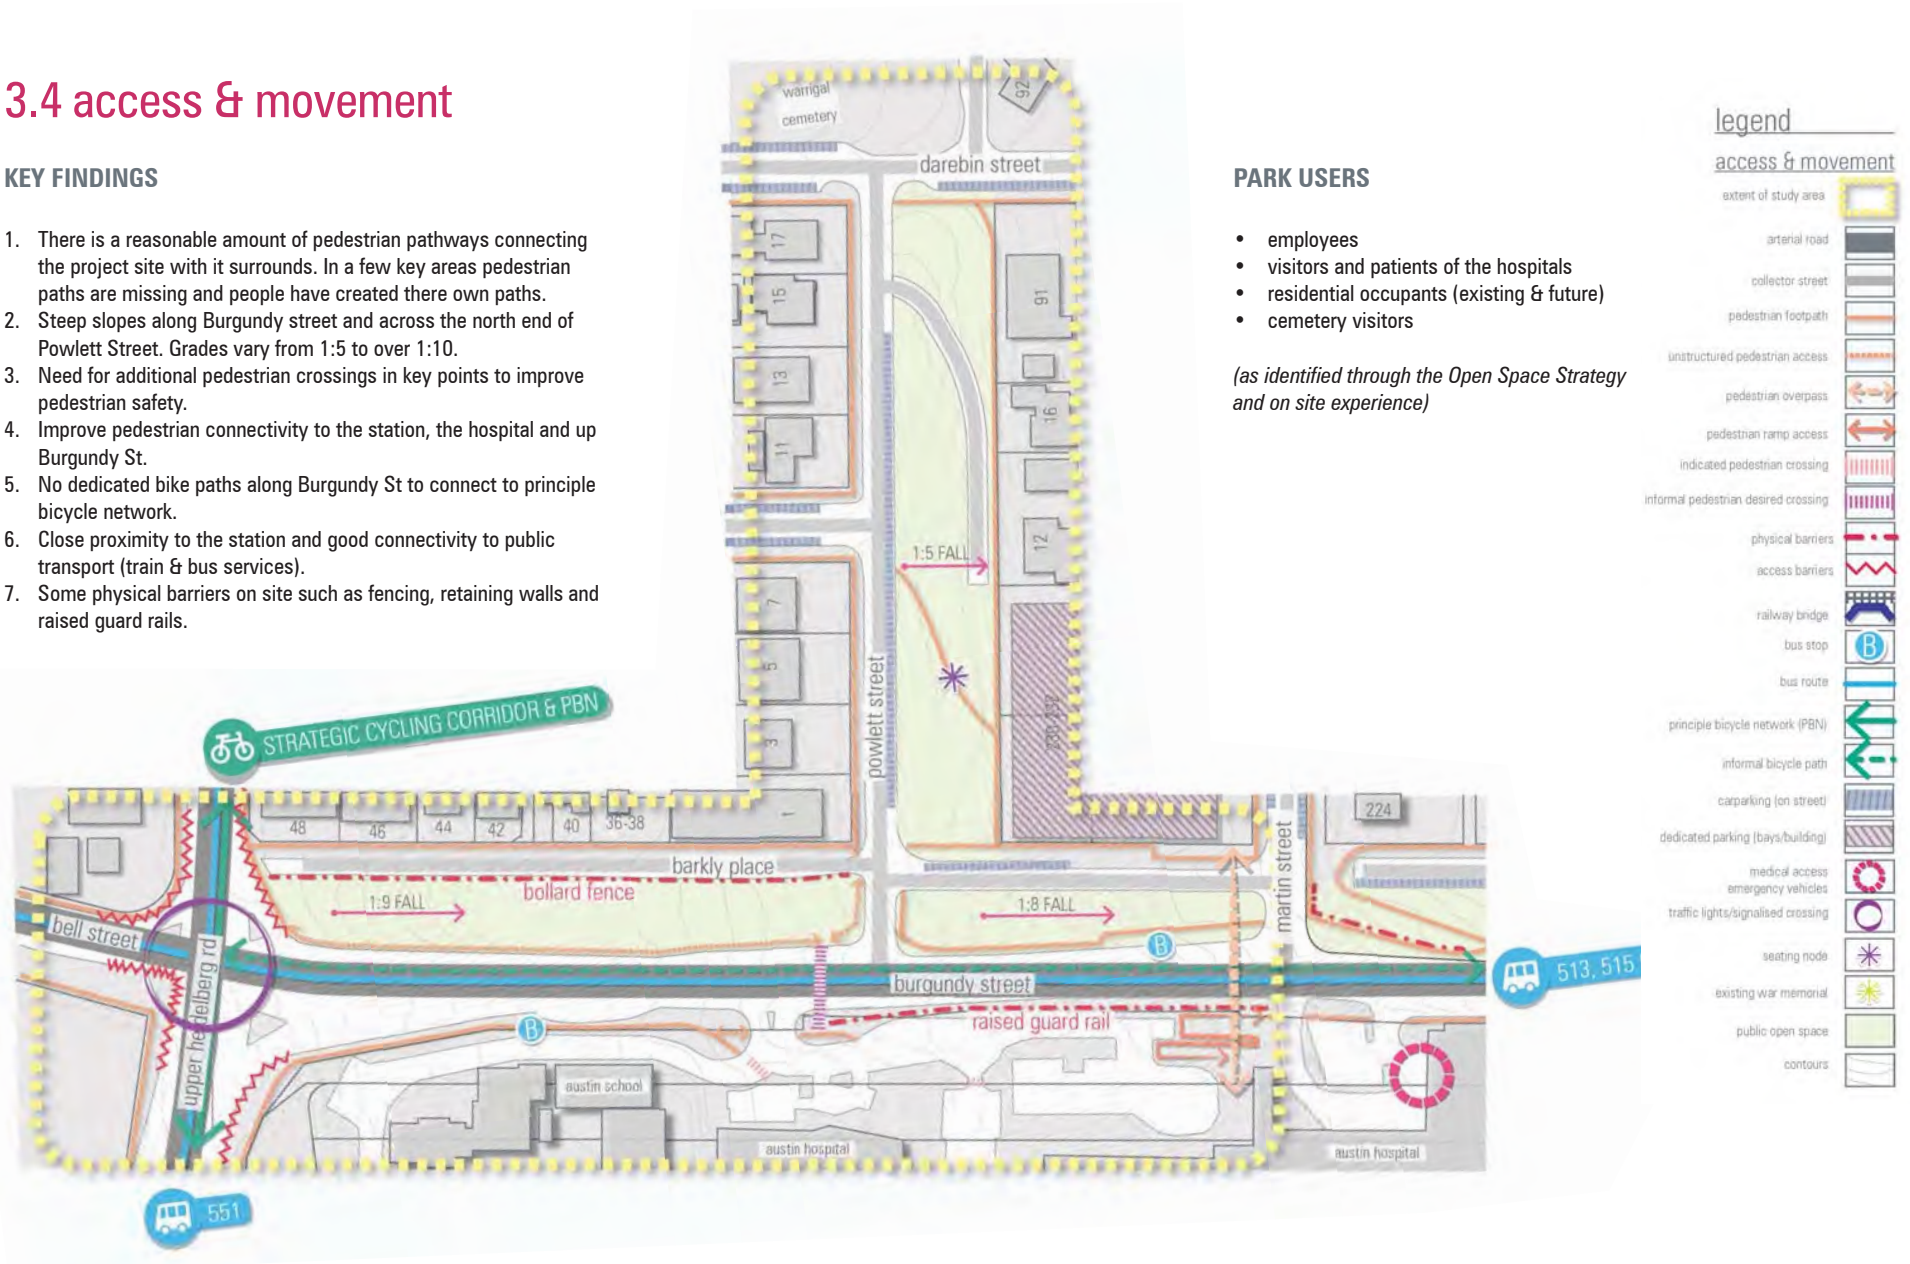 3.4 access & movement
KEY FINDINGS
1. There is a reasonable amount of pedestrian pathways connecting
the project site with it surrounds. In a few key areas pedestrian
paths are missing and people have created there own paths.
2. Steep slopes along Burgundy street and across the north end of
Powlett Street. Grades vary from 1:5 to over 1:10.
3. Need for additional pedestrian crossings in key points to improve
pedestrian safety.
4. Improve pedestrian connectivity to the station, the hospital and up
Burgundy St.
5. No dedicated bike paths along Burgundy St to connect to principle
bicycle network.
6. Close proximity to the station and good connectivity to public
transport (train & bus services).
7. Some physical barriers on site such as fencing, retaining walls and
raised guard rails.
PARK USERS
• employees
• visitors and patients of the hospitals
• residential occupants (existing & future)
• cemetery visitors
(as identified through the Open Space Strategy
and on site experience)
legend
access & movement
extent of study area
arterial road
collector street
pedestrian footpath
unstructured pedestrian access
pedestrian overpass
pedestrian ramp access
indicated pedestrian crossing
informal pedestrian desired crossing
physical barriers
access barriers
railway bridge
bus stop
B
bus route
principle bicycle network (PBN)
informal bicycle path
carparking (on street)
dedicated parking (bays/building)
medical access
emergency vehicles
traffic lights/signalised crossing
seating node
existing war memorial
public open space
contours
warrigal
cemetery
92
darebin street
17
15
13
11
7
5
3
1
91
16
12
230-232
1:5 FALL
powlett street
STRATEGIC CYCLING CORRIDOR & PBN
48
46
44
42
40
36-38
224
barkly place
bollard fence
1:9 FALL
1:8 FALL
martin street
bell street
upper heidelberg rd
B
burgundy street
513, 515
raised guard rail
B
austin school
austin hospital
austin hospital
551